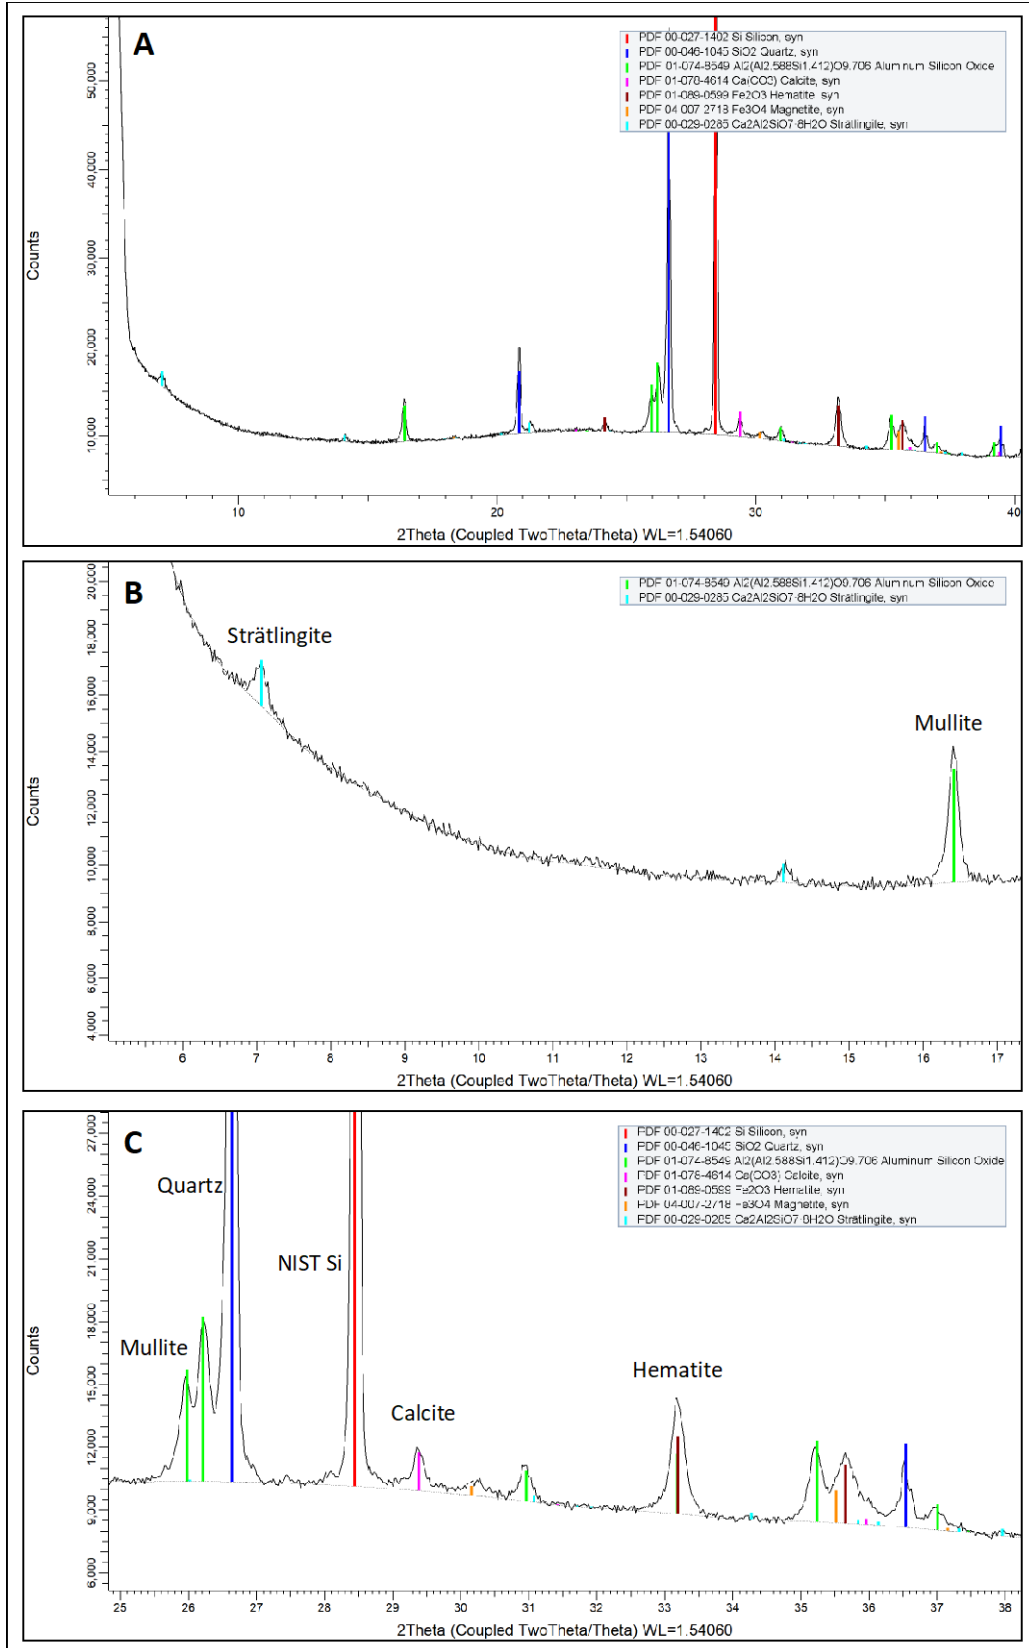 A
PDF 00-027-1402 Si Silicon, syn
PDF 00-046-1045 SiO2 Quartz, syn
PDF 01-074-8549 Al2(Al2.588Si1.412)O9.706 Aluminum Silicon Oxide
PDF 01-078-4614 Ca(CO3) Calcite, syn
PDF 01-089-0599 Fe2O3 Hematite, syn
PDF 04-007-2718 Fe3O4 Magnetite, syn
PDF 00-029-0285 Ca2Al2SiO7·8H2O Strätlingite, syn
50,000
40,000
30,000
20,000
10,000
Counts
10
20
30
40
2Theta (Coupled TwoTheta/Theta) WL=1.54060
B
PDF 01-074-8549 Al2(Al2.588Si1.412)O9.706 Aluminum Silicon Oxide
PDF 00-029-0285 Ca2Al2SiO7·8H2O Strätlingite, syn
Strätlingite
Mullite
20,000
18,000
16,000
14,000
12,000
10,000
8,000
6,000
4,000
Counts
6 7 8 9 10 11 12 13 14 15 16 17
2Theta (Coupled TwoTheta/Theta) WL=1.54060
C
PDF 00-027-1402 Si Silicon, syn
PDF 00-046-1045 SiO2 Quartz, syn
PDF 01-074-8549 Al2(Al2.588Si1.412)O9.706 Aluminum Silicon Oxide
PDF 01-078-4614 Ca(CO3) Calcite, syn
PDF 01-089-0599 Fe2O3 Hematite, syn
PDF 04-007-2718 Fe3O4 Magnetite, syn
PDF 00-029-0285 Ca2Al2SiO7·8H2O Strätlingite, syn
Quartz
NIST Si
Mullite
Calcite
Hematite
27,000
24,000
21,000
18,000
15,000
12,000
9,000
6,000
Counts
25 26 27 28 29 30 31 32 33 34 35 36 37 38
2Theta (Coupled TwoTheta/Theta) WL=1.54060